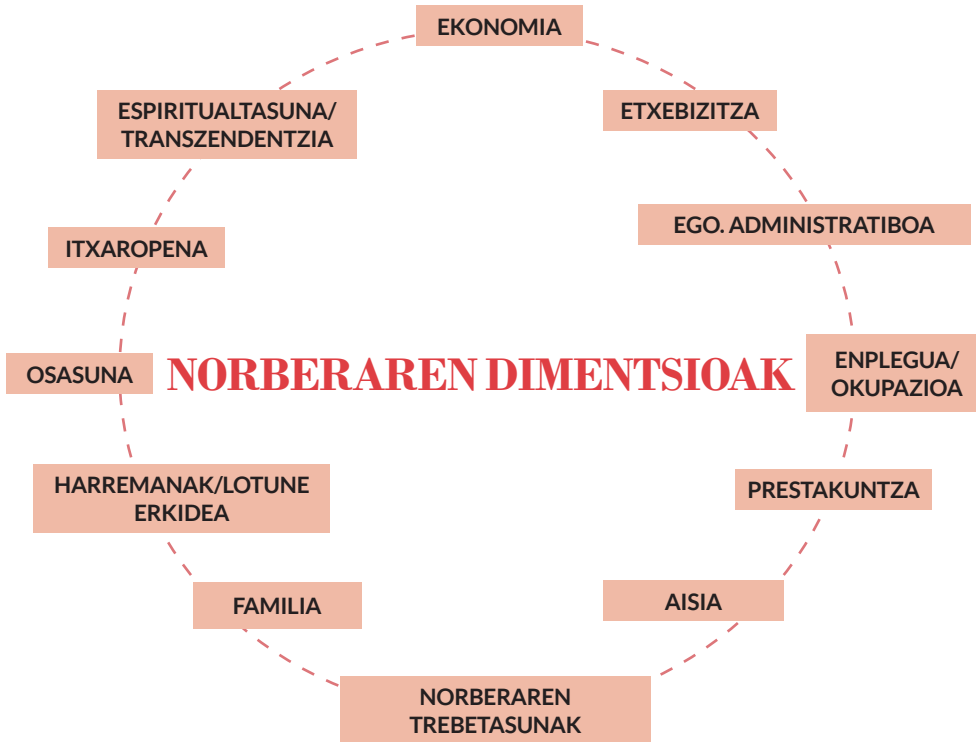 EKONOMIA
ESPIRITUALTASUNA/
TRANSZENDENTZIA
ETXEBIZITZA
EGO. ADMINISTRATIBOA
ITXAROPENA
OSASUNA
NORBERAREN DIMENTSIOAK
ENPLEGUA/
OKUPAZIOA
HARREMANAK/LOTUNE
ERKIDEA
PRESTAKUNTZA
FAMILIA
AISIA
NORBERAREN
TREBETASUNAK